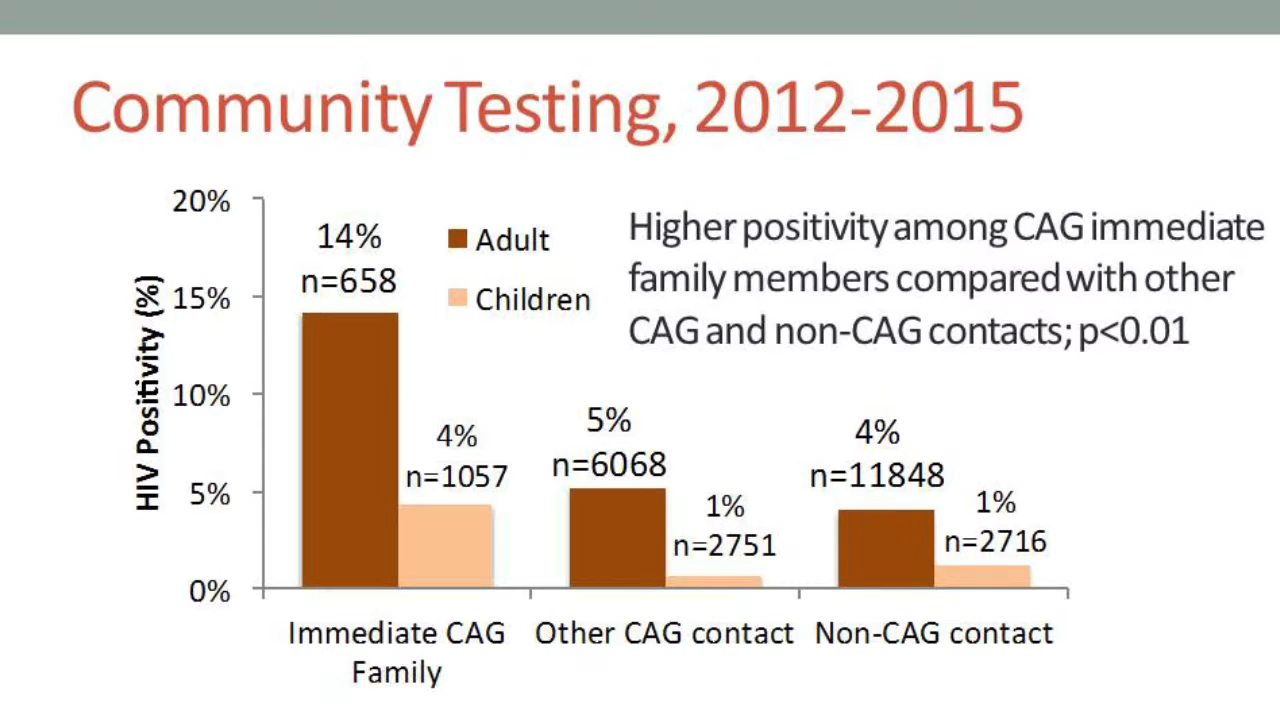 Community Testing, 2012-2015
20%
15%
10%
5%
0%
HIV Positivity (%)
14%
n=658
4%
n=1057
5%
n=6068
1%
n=2751
4%
n=11848
1%
n=2716
Adult
Children
Higher positivity among CAG immediate
family members compared with other
CAG and non-CAG contacts; p<0.01
Immediate CAG
Family
Other CAG contact
Non-CAG contact